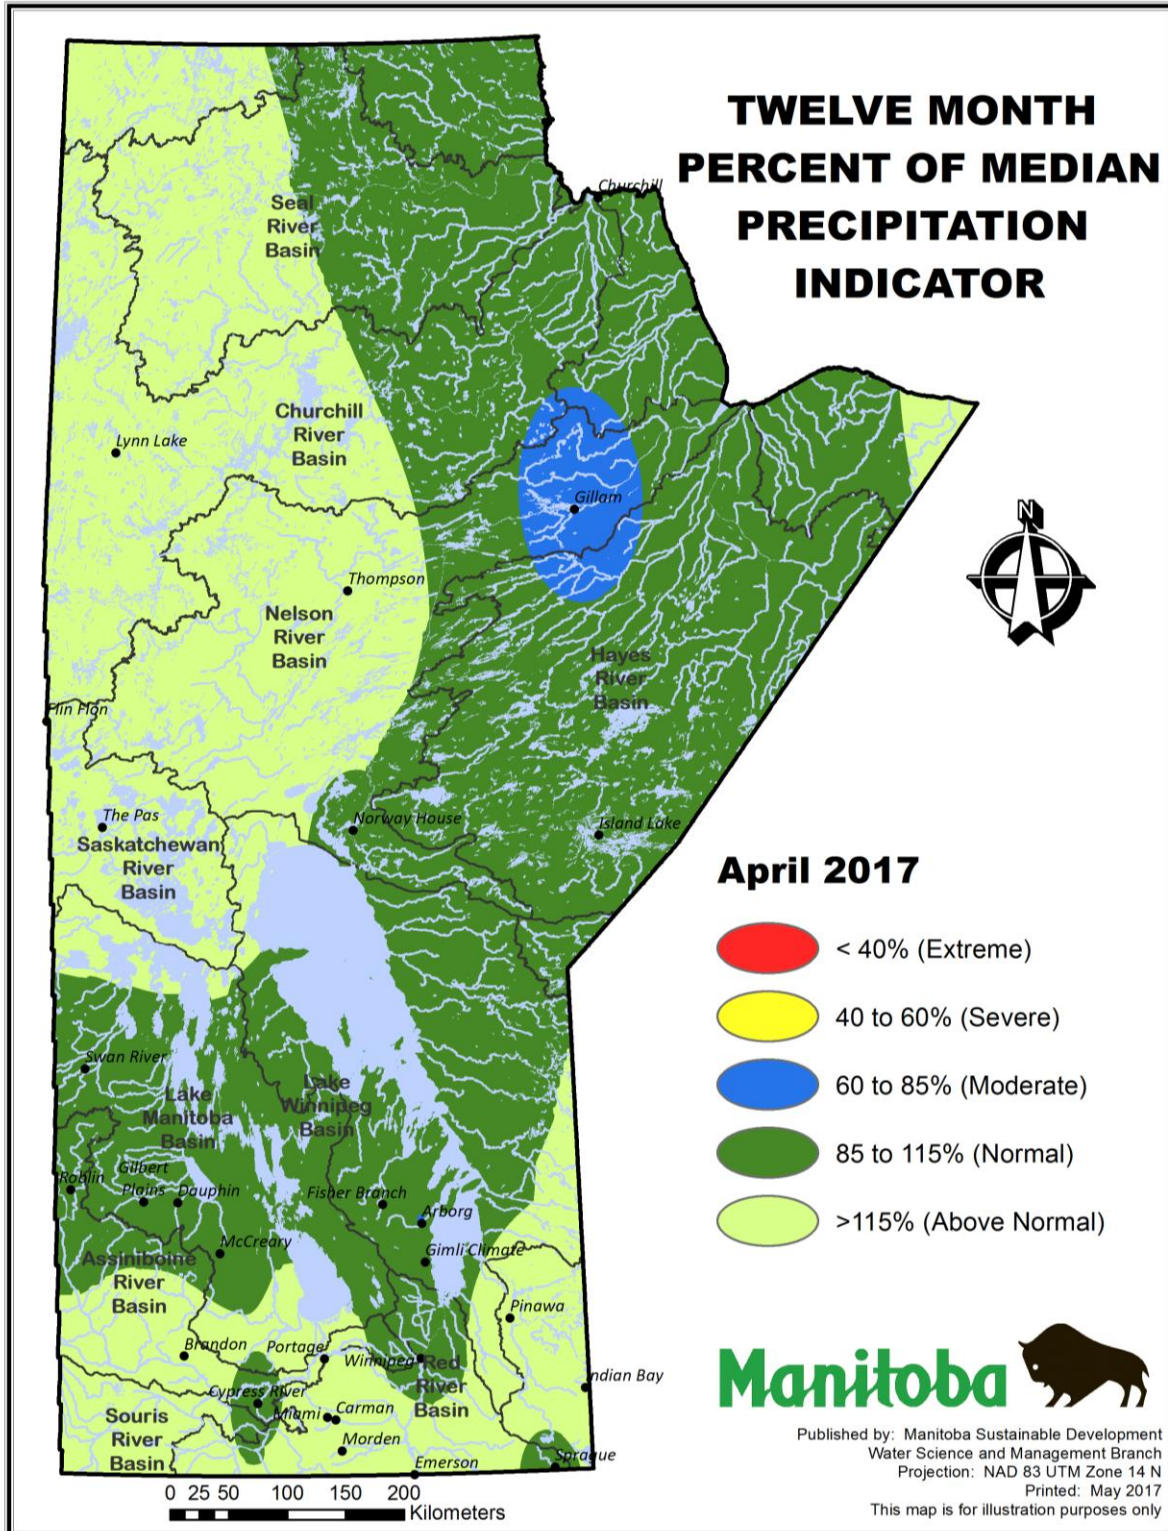 TWELVE MONTH
PERCENT OF MEDIAN
PRECIPITATION
INDICATOR
Churchill
Seal
River
Basin
Churchill
River
Basin
Lynn Lake
Gillam
Thompson
Nelson
River
Basin
Hayes
River
Basin
Flin Flon
The Pas
Norway House
Island Lake
Saskatchewan
River
Basin
Swan River
Lake
Manitoba
Basin
Lake
Winnipeg
Basin
Roblin
Gilbert
Plains
Dauphin
Fisher Branch
Arborg
McCreary
Gimli Climate
Assiniboine
River
Basin
Pinawa
Brandon
Portage
Winnipeg
Red
River
Basin
Indian Bay
Cypress River
Miami
Carman
Souris
River
Basin
Morden
Emerson
Sprague
N
April 2017
< 40% (Extreme)
40 to 60% (Severe)
60 to 85% (Moderate)
85 to 115% (Normal)
>115% (Above Normal)
0 25 50 100 150 200
Kilometers
Manitoba
Published by: Manitoba Sustainable Development
Water Science and Management Branch
Projection: NAD 83 UTM Zone 14 N
Printed: May 2017
This map is for illustration purposes only